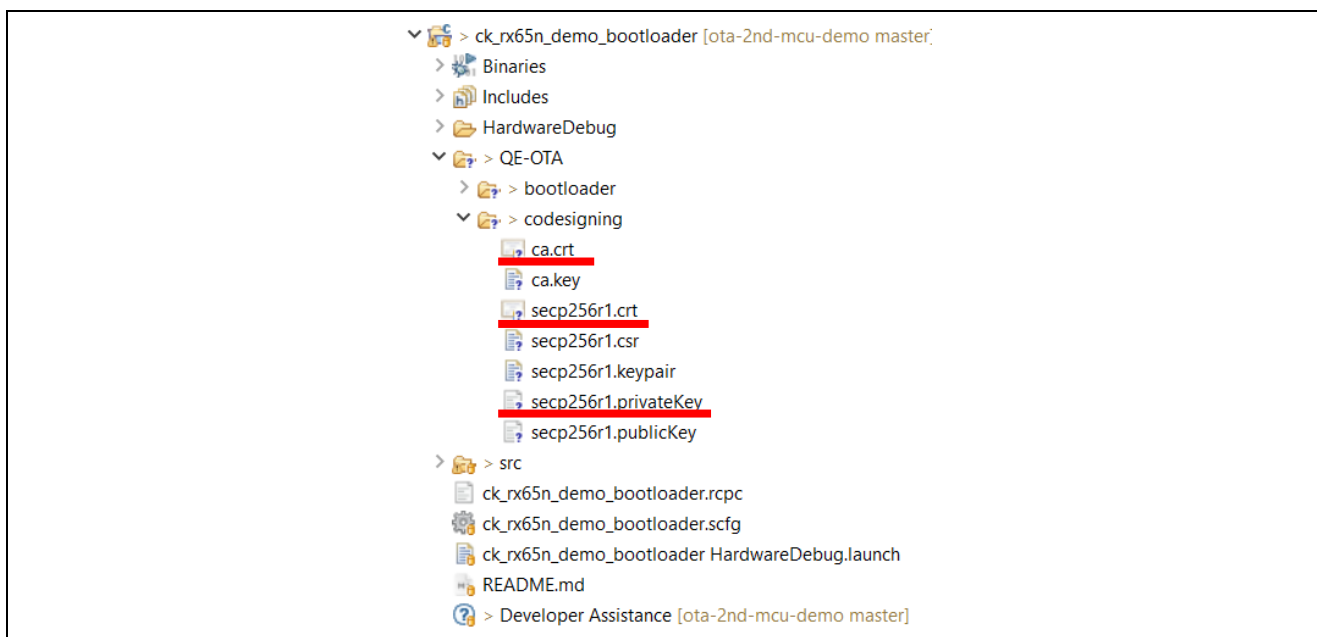 > ck_rx65n_demo_bootloader [ota-2nd-mcu-demo master]
Binaries
Includes
HardwareDebug
> QE-OTA
> bootloader
> codesigning
ca.crt
ca.key
secp256r1.crt
secp256r1.csr
secp256r1.keypair
secp256r1.privateKey
secp256r1.publicKey
> src
ck_rx65n_demo_bootloader.rcpc
ck_rx65n_demo_bootloader.scfg
ck_rx65n_demo_bootloader HardwareDebug.launch
README.md
> Developer Assistance [ota-2nd-mcu-demo master]